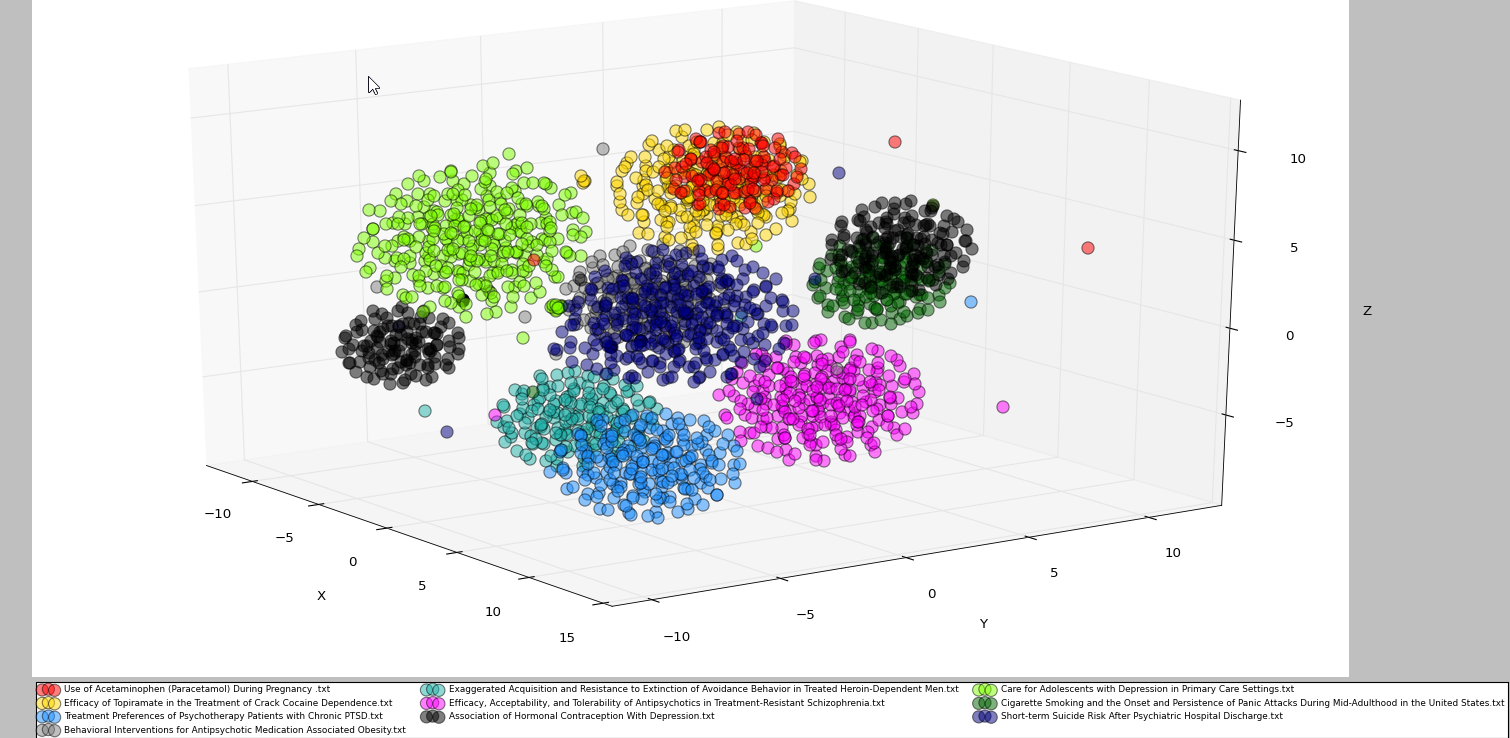 10
5
0
−5
Z
−10
−5
0
5
10
15
X
−10
−5
0
5
10
Y
Use of Acetaminophen (Paracetamol) During Pregnancy .txt
Efficacy of Topiramate in the Treatment of Crack Cocaine Dependence.txt
Treatment Preferences of Psychotherapy Patients with Chronic PTSD.txt
Behavioral Interventions for Antipsychotic Medication Associated Obesity.txt
Exaggerated Acquisition and Resistance to Extinction of Avoidance Behavior in Treated Heroin-Dependent Men.txt
Efficacy, Acceptability, and Tolerability of Antipsychotics in Treatment-Resistant Schizophrenia.txt
Association of Hormonal Contraception With Depression.txt
Care for Adolescents with Depression in Primary Care Settings.txt
Cigarette Smoking and the Onset and Persistence of Panic Attacks During Mid-Adulthood in the United States.txt
Short-term Suicide Risk After Psychiatric Hospital Discharge.txt